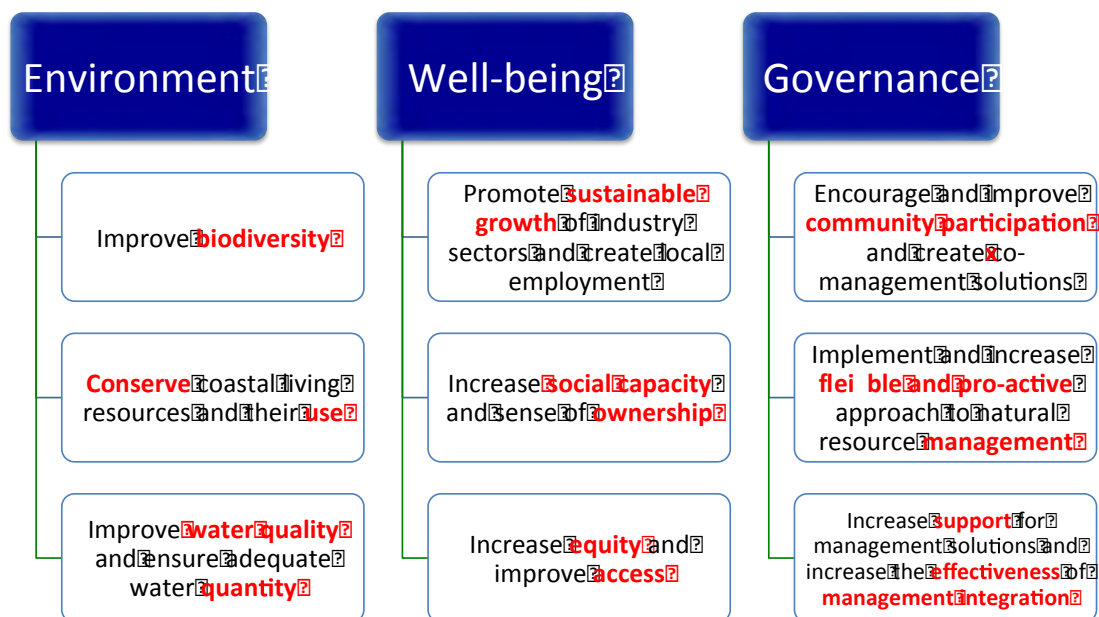 Environment
Improve biodiversity
Conserve coastal living
resources and their use
Improve water quality
and ensure adequate
water quantity
Well-being
Promote sustainable
growth of industry
sectors and create local
employment
Increase social capacity
and sense of ownership
Increase equity and
improve access
Governance
Encourage and improve
community participation
and create x co-
management solutions
Implement and increase
flei ble and pro-active
approach to natural
resource management
Increase support for
management solutions and
increase the effectiveness of
management integration